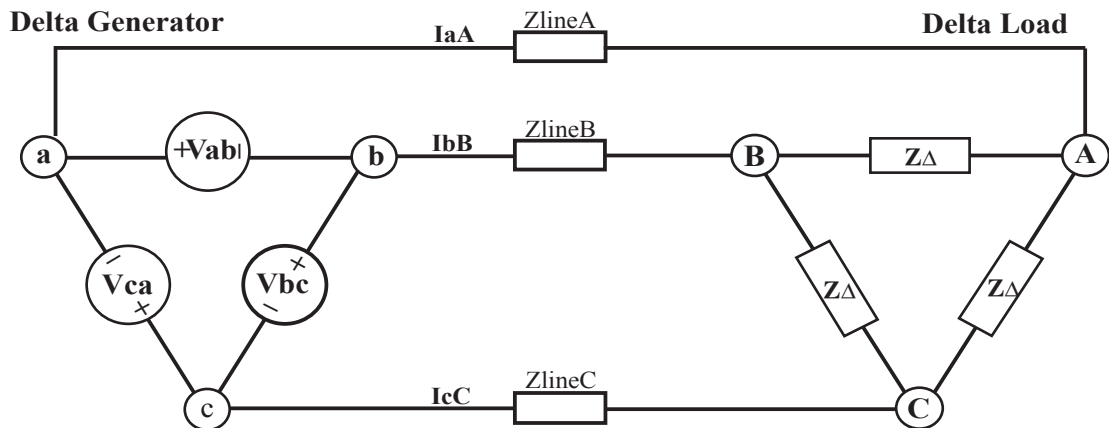 Delta Generator
IaA
ZlineA
Delta Load
a
+Vab|
b
IbB
ZlineB
B
ZΔ
A
−
Vca
+
+
Vbc
−
ZΔ
ZΔ
c
IcC
ZlineC
C